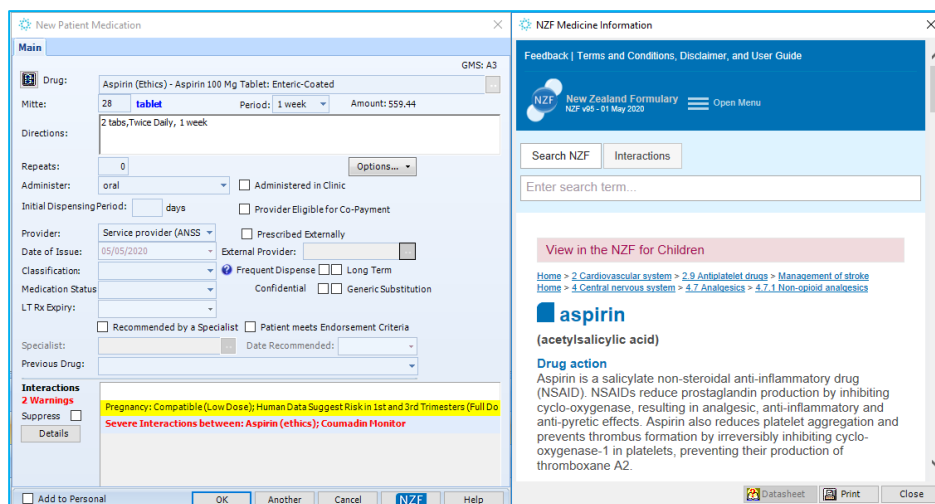 New Patient Medication
Main
GMS: A3
Drug: Aspirin (Ethics) - Aspirin 100 Mg Tablet: Enteric-Coated
Mitte: 28 tablet Period: 1 week Amount: 559.44
Directions: 2 tabs,Twice Daily, 1 week
Repeats: 0 Options...
Administer: oral Administered in Clinic
Initial Dispensing Period: days Provider Eligible for Co-Payment
Provider: Service provider (ANSS Prescribed Externally
Date of Issue: 05/05/2020 External Provider:
Classification: Frequent Dispense Long Term
Medication Status Confidential Generic Substitution
LT Rx Expiry:
Recommended by a Specialist Patient meets Endorsement Criteria
Specialist: Date Recommended:
Previous Drug:
Interactions
2 Warnings
Suppress
Details
Pregnancy: Compatible (Low Dose); Human Data Suggest Risk in 1st and 3rd Trimesters (Full Do
Severe Interactions between: Aspirin (ethics); Coumadin Monitor
Add to Personal OK Another Cancel NZF Help
NZF Medicine Information
Feedback | Terms and Conditions, Disclaimer, and User Guide
NZF New Zealand Formulary
NZF v95 - 01 May 2020
Open Menu
Search NZF Interactions
Enter search term...
View in the NZF for Children
Home > 2 Cardiovascular system > 2.9 Antiplatelet drugs > Management of stroke
Home > 4 Central nervous system > 4.7 Analgesics > 4.7.1 Non-opioid analgesics
aspirin
(acetylsalicylic acid)
Drug action
Aspirin is a salicylate non-steroidal anti-inflammatory drug
(NSAID). NSAIDs reduce prostaglandin production by inhibiting
cyclo-oxygenase, resulting in analgesic, anti-inflammatory and
anti-pyretic effects. Aspirin also reduces platelet aggregation and
prevents thrombus formation by irreversibly inhibiting cyclo-
oxygenase-1 in platelets, preventing their production of
thromboxane A2.
Datasheet Print Close